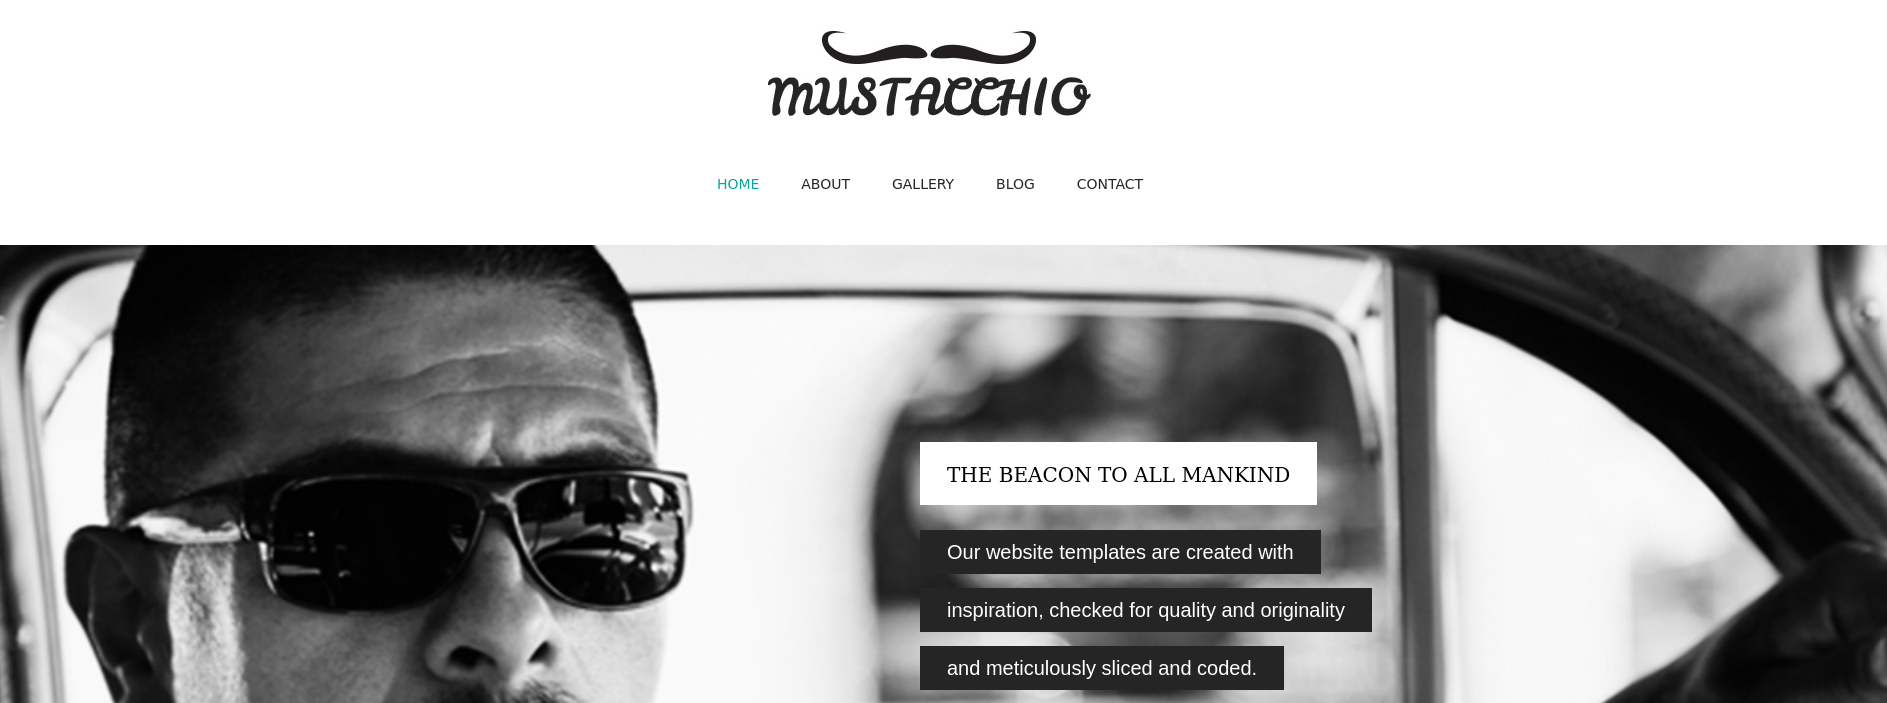 MUSTACCHIO
HOME ABOUT GALLERY BLOG CONTACT
THE BEACON TO ALL MANKIND
Our website templates are created with
inspiration, checked for quality and originality
and meticulously sliced and coded.